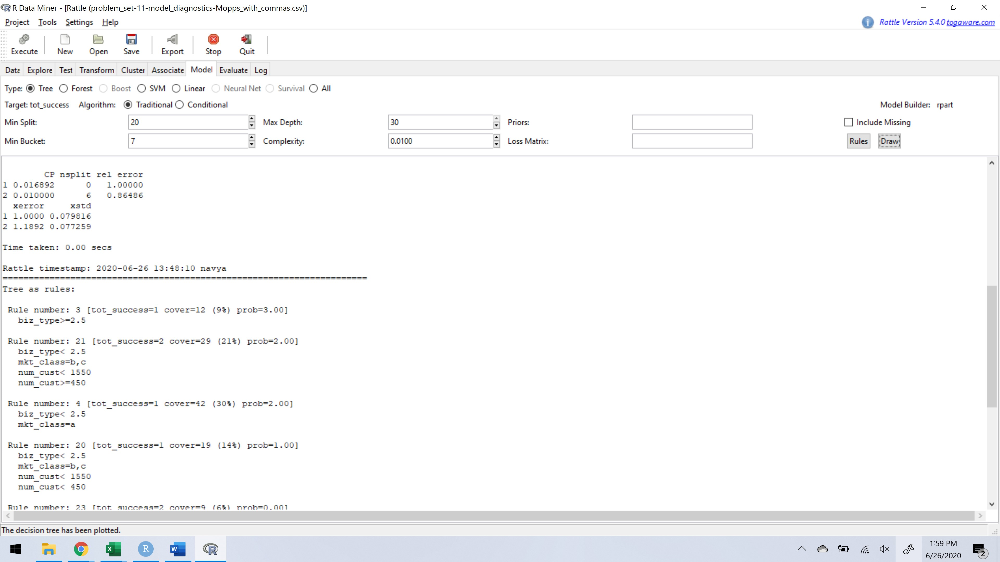 R Data Miner - [Rattle (problem_set-11-model_diagnostics-Mopps_with_commas.csv)]
Project Tools Settings Help
Rattle Version 5.4.0 togaware.com
Execute New Open Save Export Stop Quit
Data Explore Test Transform Cluster Associate Model Evaluate Log
Type: Tree Forest Boost SVM Linear Neural Net Survival All
Target: tot_success Algorithm: Traditional Conditional Model Builder: rpart
Min Split: 20 Max Depth: 30 Priors: Include Missing
Min Bucket: 7 Complexity: 0.0100 Loss Matrix: Rules Draw
CP nsplit rel error
1 0.016892 0 1.00000
2 0.010000 6 0.86486
xerror xstd
1 1.0000 0.079816
2 1.1892 0.077259
Time taken: 0.00 secs
Rattle timestamp: 2020-06-26 13:48:10 navya
======================================================================
Tree as rules:
Rule number: 3 [tot_success=1 cover=12 (9%) prob=3.00]
biz_type>=2.5
Rule number: 21 [tot_success=2 cover=29 (21%) prob=2.00]
biz_type< 2.5
mkt_class=b,c
num_cust< 1550
num_cust>=450
Rule number: 4 [tot_success=1 cover=42 (30%) prob=2.00]
biz_type< 2.5
mkt_class=a
Rule number: 20 [tot_success=1 cover=19 (14%) prob=1.00]
biz_type< 2.5
mkt_class=b,c
num_cust< 1550
num_cust< 450
Rule number: 23 [tot_success=2 cover=9 (6%) prob=0.00]
The decision tree has been plotted.
1:59 PM
6/26/2020
2